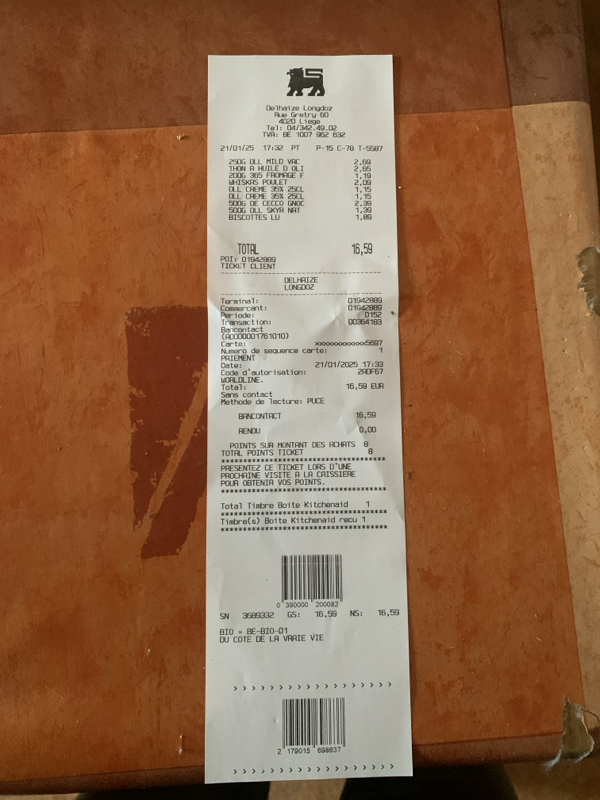 Delhaize Longdoz
Rue Gretry 60
4020 Liege
Tel: 04/342.49.02
TVA: BE 1007 952 632
21/01/25 17:32 PT P-15 C-79 T-5587
250G DLL MILD VAC 2,69
THON A HUILE D OLI 2,65
200G 365 FROMAGE F 1,19
WHISKAS POULET 2,09
DLL CREME 35% 25CL 1,15
DLL CREME 35% 25CL 1,15
500G DE CECCO GNOC 2,39
500G DLL SKYR NAT 1,39
BISCOTTES LU 1,89
TOTAL 16,59
POI: 01942889
TICKET CLIENT
DELHAIZE
LONGDOZ
Terminal: 01942889
Commercant: 01942889
Periode: 0152
Transaction: 00364183
Bancontact
(A0000001761010)
Carte: xxxxxxxxxxxx5697
Numero de sequence carte: 1
PAIEMENT
Date: 21/01/2025 17:33
Code d'autorisation: 2A0F67
WORLDLINE.
Total: 16,59 EUR
Sans contact
Methode de lecture: PUCE
BANCONTACT 16,59
RENDU 0,00
POINTS SUR MONTANT DES ACHATS 8
TOTAL POINTS TICKET 8
****************************************
PRESENTEZ CE TICKET LORS D'UNE
PROCHAINE VISITE A LA CAISSIERE
POUR OBTENIR VOS POINTS.
****************************************
Total Timbre Boite Kitchenaid 1
****************************************
Timbre(s) Boite Kitchenaid recu 1
****************************************
0 390000 200082
SN 3689332 GS: 16,59 NS: 16,59
BIO = BE-BIO-01
DU COTE DE LA VRAIE VIE
2 179015 698637